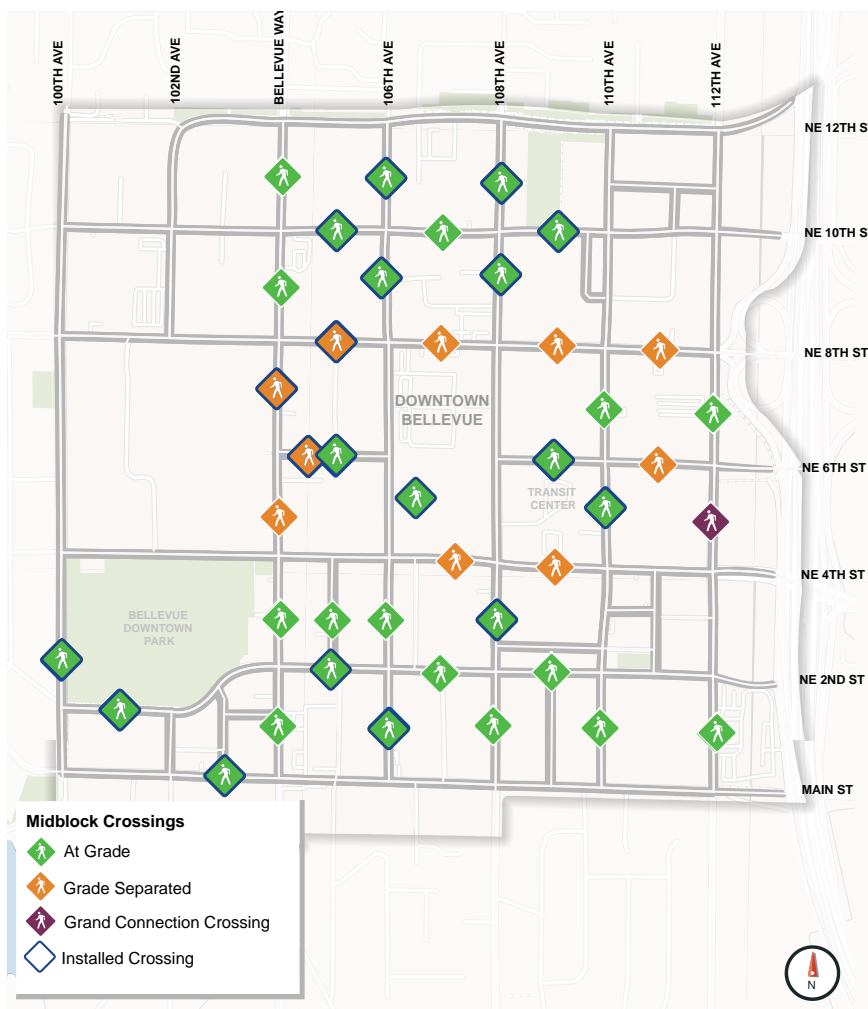 100TH AVE
102ND AVE
BELLEVUE WAY
106TH AVE
108TH AVE
110TH AVE
112TH AVE
NE 12TH S
NE 10TH S
NE 8TH ST
DOWNTOWN
BELLEVUE
NE 6TH ST
TRANSIT
CENTER
NE 4TH ST
BELLEVUE
DOWNTOWN
PARK
NE 2ND ST
MAIN ST
Midblock Crossings
At Grade
Grade Separated
Grand Connection Crossing
Installed Crossing
N